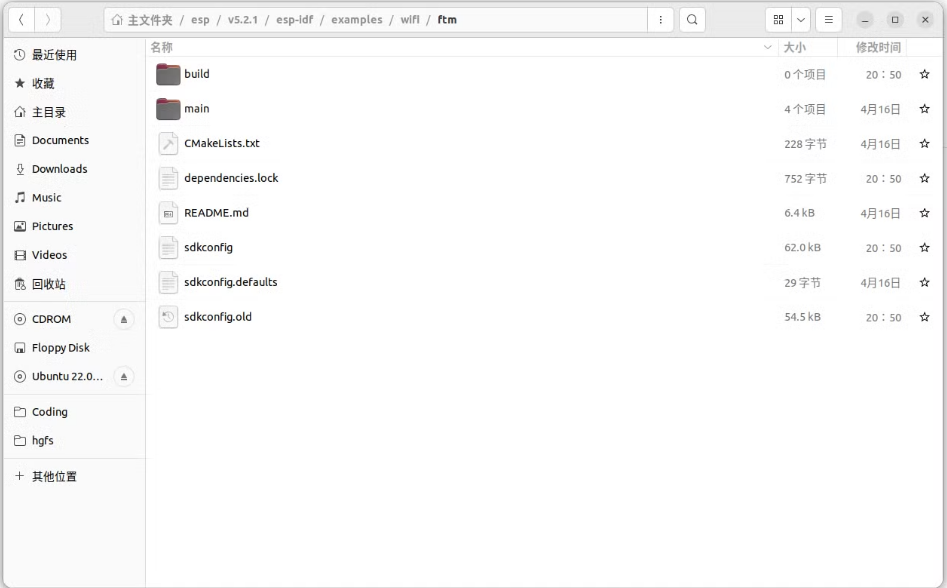 主文件夹 / esp / v5.2.1 / esp-idf / examples / wifi / ftm
名称 大小 修改时间
最近使用
收藏
主目录
Documents
Downloads
Music
Pictures
Videos
回收站
CDROM
Floppy Disk
Ubuntu 22.0...
Coding
hgfs
+ 其他位置
build 0个项目 20：50
main 4个项目 4月16日
CMakeLists.txt 228 字节 4月16日
dependencies.lock 752 字节 20：50
README.md 6.4 kB 4月16日
sdkconfig 62.0 kB 20：50
sdkconfig.defaults 29 字节 4月16日
sdkconfig.old 54.5 kB 20：50